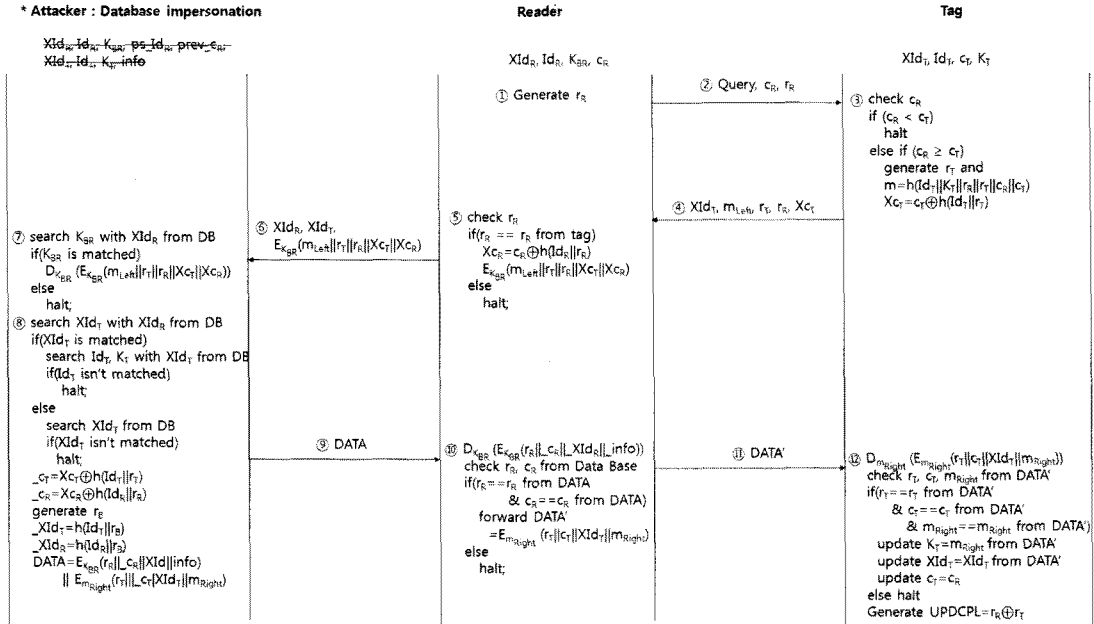 * Attacker : Database impersonation
Reader
Tag
XId_R, Id_R, K_BR, ps_Id_R, prev_c_R,
XId_T, Id_T, K_T, info
XId_R, Id_R, K_BR, c_R
XId_T, Id_T, c_T, K_T
① Generate r_R
② Query, c_R, r_R
③ check c_R
if (c_R < c_T)
halt
else if (c_R ≥ c_T)
generate r_T and
m=h(Id_T||K_T||r_R||r_T||c_R||c_T)
Xc_T=c_T⊕h(Id_T||r_T)
④ XId_T, m_Left, r_T, r_R, Xc_T
⑤ check r_R
if(r_R == r_R from tag)
Xc_R=c_R⊕h(Id_R||r_R)
E_K_BR(m_Left||r_T||r_R||Xc_T||Xc_R)
else
halt;
⑥ XId_R, XId_T,
E_K_BR(m_Left||r_T||r_R||Xc_T||Xc_R)
⑦ search K_BR with XId_R from DB
if(K_BR is matched)
D_K_BR (E_K_BR(m_Left||r_T||r_R||Xc_T||Xc_R))
else
halt;
⑧ search XId_T with XId_R from DB
if(XId_T is matched)
search Id_T, K_T with XId_T from DB
if(Id_T isn't matched)
halt;
else
search XId_T from DB
if(XId_T isn't matched)
halt;
_c_T=Xc_T⊕h(Id_T||r_T)
_c_R=Xc_R⊕h(Id_R||r_R)
generate r_B
_XId_T=h(Id_T||r_B)
_XId_R=h(Id_R||r_B)
DATA=E_K_BR(r_R||_c_R||XId||info)
|| E_m_Right(r_T||_c_T|XId_T||m_Right)
⑨ DATA
⑩ D_K_BR (E_K_BR(r_R||_c_R||_XId_R||_info))
check r_R, c_R from Data Base
if(r_R==r_R from DATA
& c_R==c_R from DATA)
forward DATA'
=E_m_Right (r_T||c_T||XId_T||m_Right)
else
halt;
⑪ DATA'
⑫ D_m_Right (E_m_Right(r_T||c_T||XId_T||m_Right))
check r_T, c_T, m_Right from DATA'
if(r_T==r_T from DATA'
& c_T==c_T from DATA'
& m_Right==m_Right from DATA')
update K_T=m_Right from DATA'
update XId_T=XId_T from DATA'
update c_T=c_R
else halt
Generate UPDCPL=r_R⊕r_T